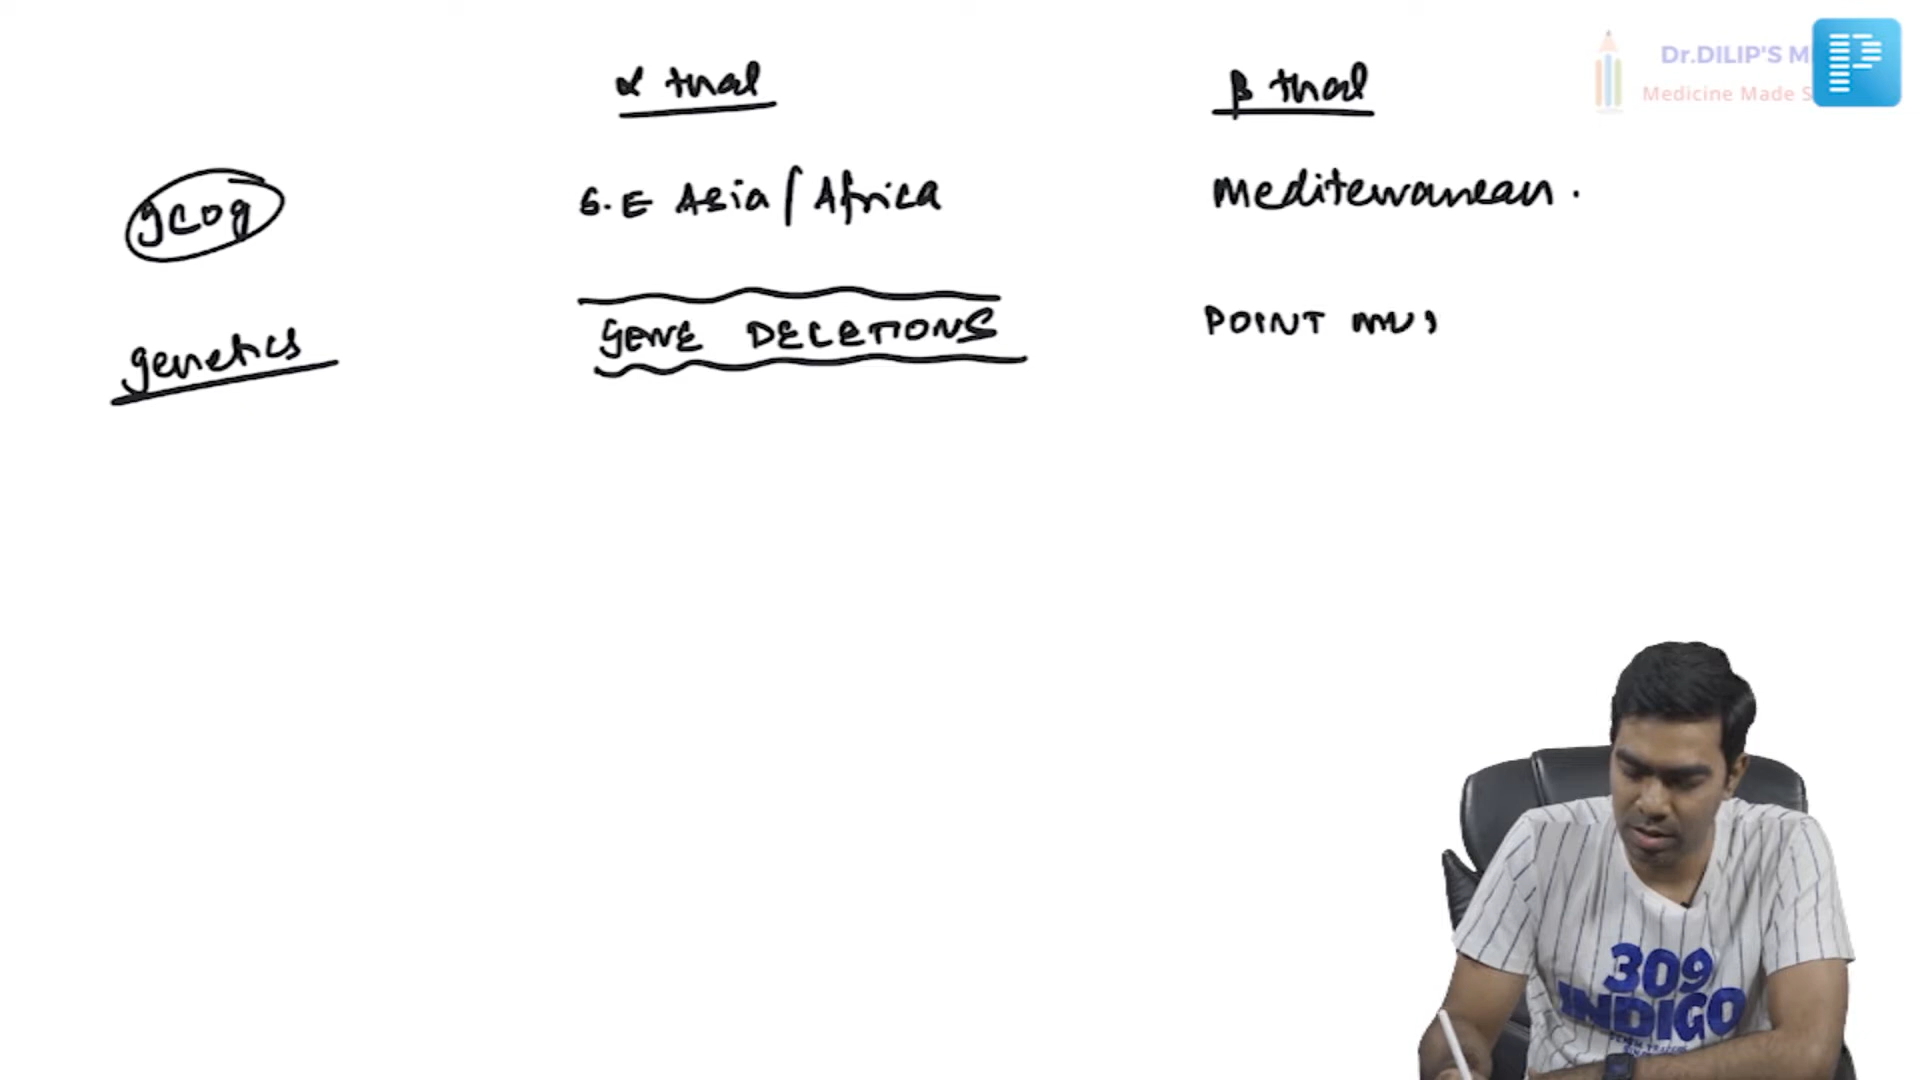 α thal β thal
Dr.DILIP'S M
Medicine Made S
geog S.E Asia / Africa Mediterranean.
genetics GENE DELETIONS POINT MU
309
INDIGO